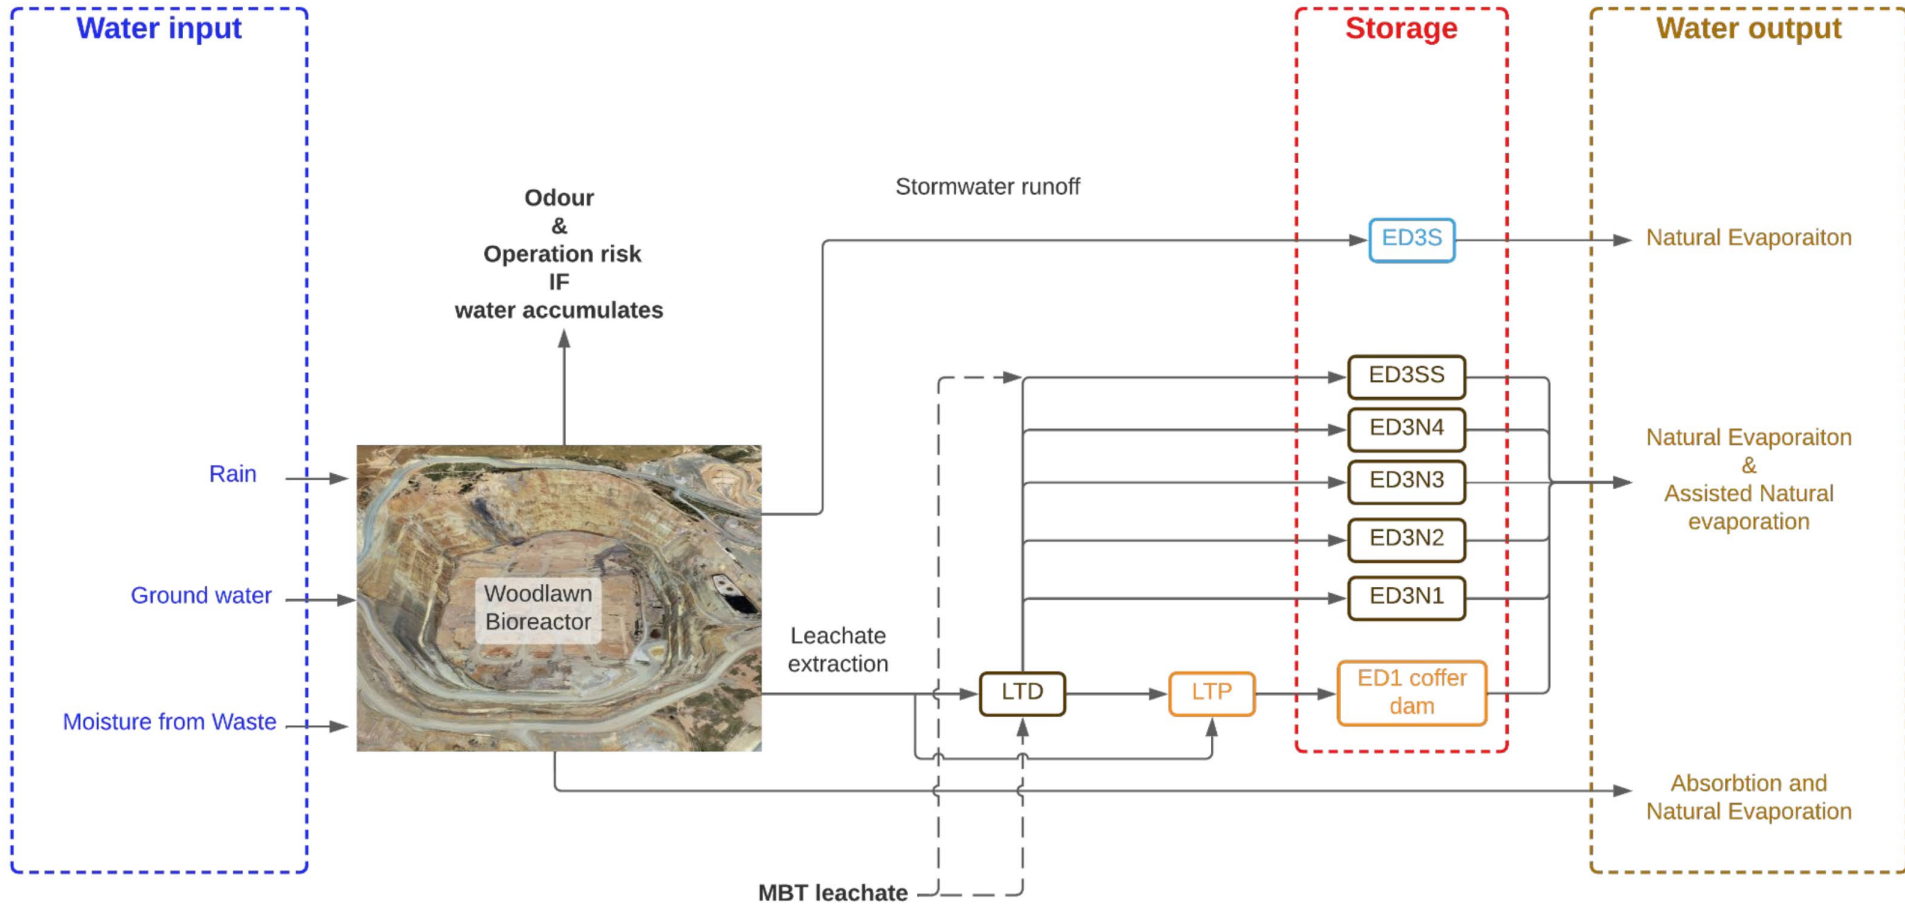 Water input
Storage
Water output
Odour
&
Operation risk
IF
water accumulates
Stormwater runoff
ED3S
Natural Evaporaiton
ED3SS
ED3N4
ED3N3
ED3N2
ED3N1
Natural Evaporaiton
&
Assisted Natural
evaporation
Rain
Ground water
Moisture from Waste
Woodlawn
Bioreactor
Leachate
extraction
LTD
LTP
ED1 coffer
dam
Absorbtion and
Natural Evaporation
MBT leachate